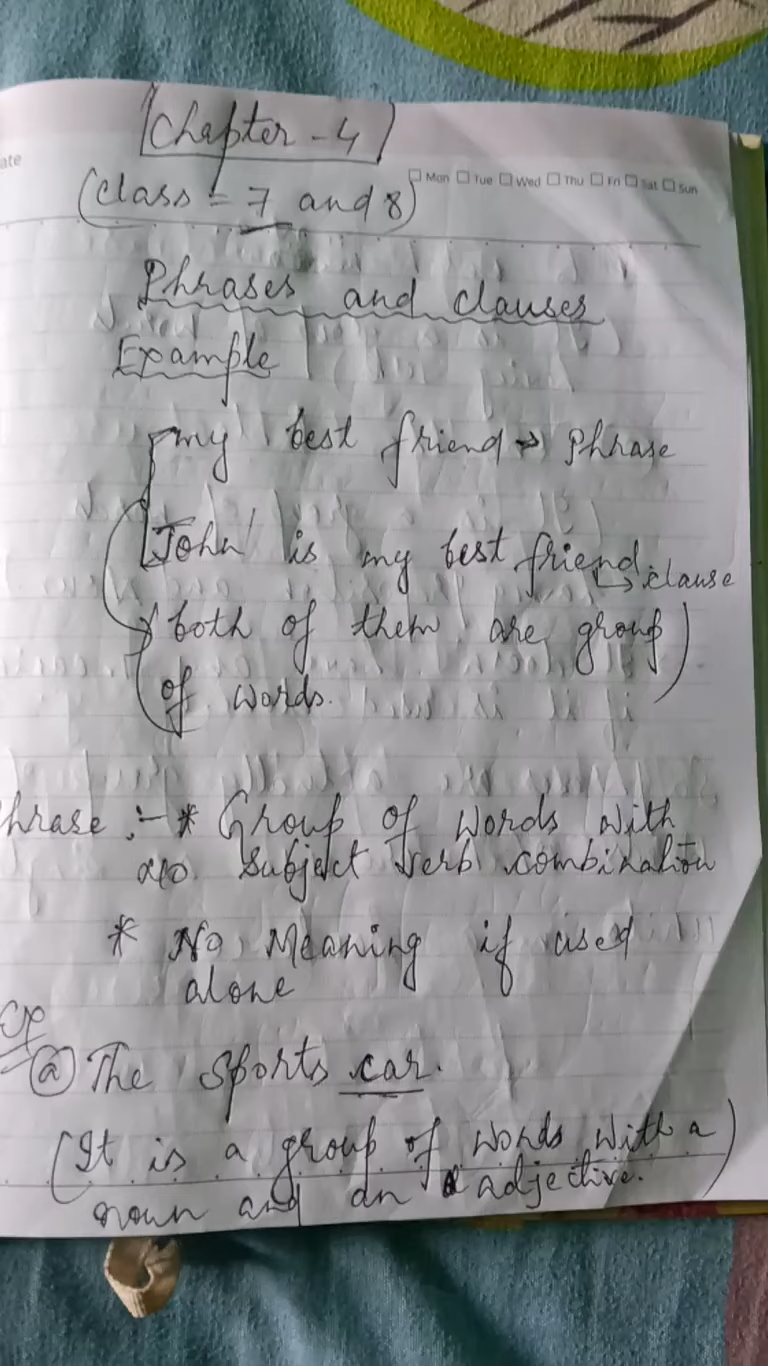 Chapter - 4
ate
Mon Tue Wed Thu Fri Sat Sun
(class = 7 and 8)
Phrases and clauses
Example
my best friend → Phrase
John is my best friend.
↳ clause
(both of them are group
of words.)
hrase :- * Group of words with
no subject verb combination
* No Meaning if used
alone
ex
(a) The sports car.
(It is a group of words with a
noun and an adjective.)